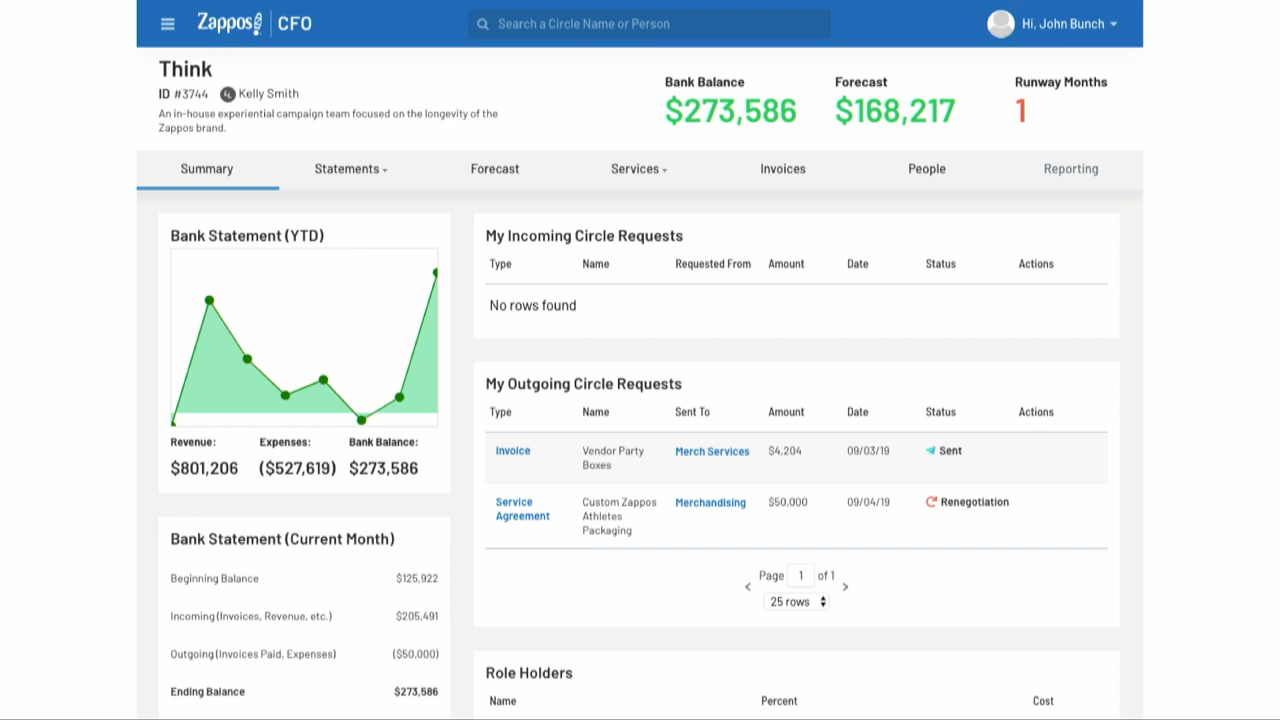 Zappos CFO
Search a Circle Name or Person
Hi, John Bunch
Think
ID #3744 Kelly Smith
An in-house experiential campaign team focused on the longevity of the
Zappos brand.
Bank Balance Forecast Runway Months
$273,586 $168,217 1
Summary Statements Forecast Services Invoices People Reporting
Bank Statement (YTD)
Revenue: Expenses: Bank Balance:
$801,206 ($527,619) $273,586
Bank Statement (Current Month)
Beginning Balance $125,922
Incoming (Invoices, Revenue, etc.) $205,491
Outgoing (Invoices Paid, Expenses) ($50,000)
Ending Balance $273,586
My Incoming Circle Requests
Type Name Requested From Amount Date Status Actions
No rows found
My Outgoing Circle Requests
Type Name Sent To Amount Date Status Actions
Invoice Vendor Party Merch Services $4,204 09/03/19 Sent
Boxes
Service Custom Zappos Merchandising $50,000 09/04/19 Renegotiation
Agreement Athletes
Packaging
Page 1 of 1
25 rows
Role Holders
Name Percent Cost